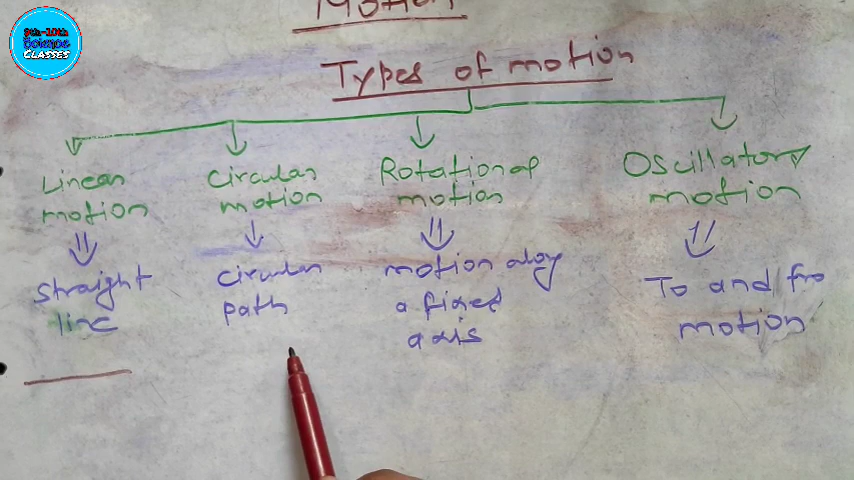 9th-10th
Science
CLASSES
Motion
Types of motion
Linear
motion
Circular
motion
Rotational
motion
Oscillatory
motion
Straight
line
circular
path
motion along
a fixed
axis
To and fro
motion